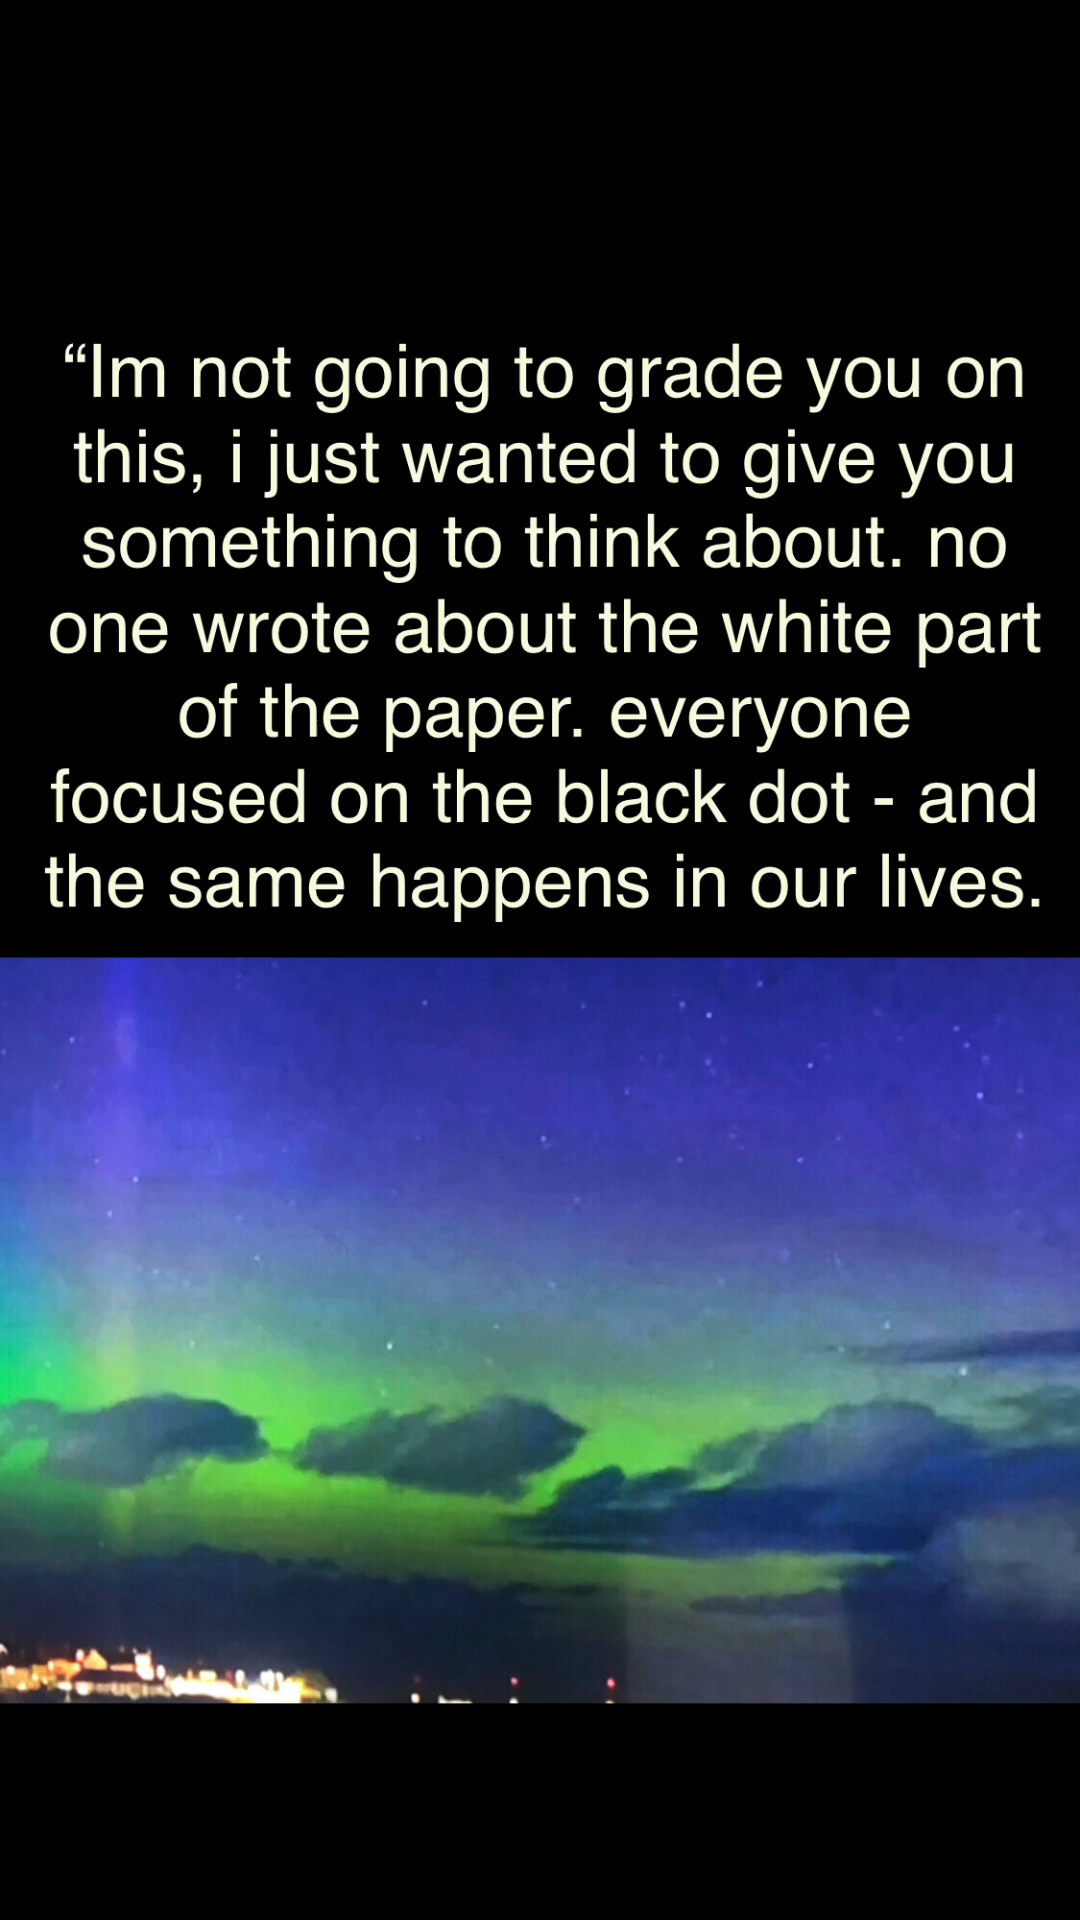 “Im not going to grade you on
this, i just wanted to give you
something to think about. no
one wrote about the white part
of the paper. everyone
focused on the black dot - and
the same happens in our lives.